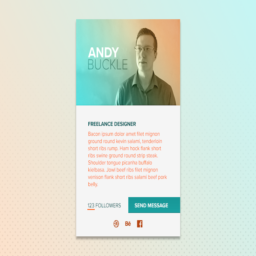 ANDY
BUCKLE
FREELANCE DESIGNER
Bacon ipsum dolor amet filet mignon
ground round kevin salami, tenderloin
short ribs rump. Ham hock flank short
ribs swine ground round strip steak.
Shoulder tongue picanha buffalo
kielbasa. Jowl beef ribs filet mignon
venison flank short ribs salami beef pork
belly.
123 FOLLOWERS
SEND MESSAGE